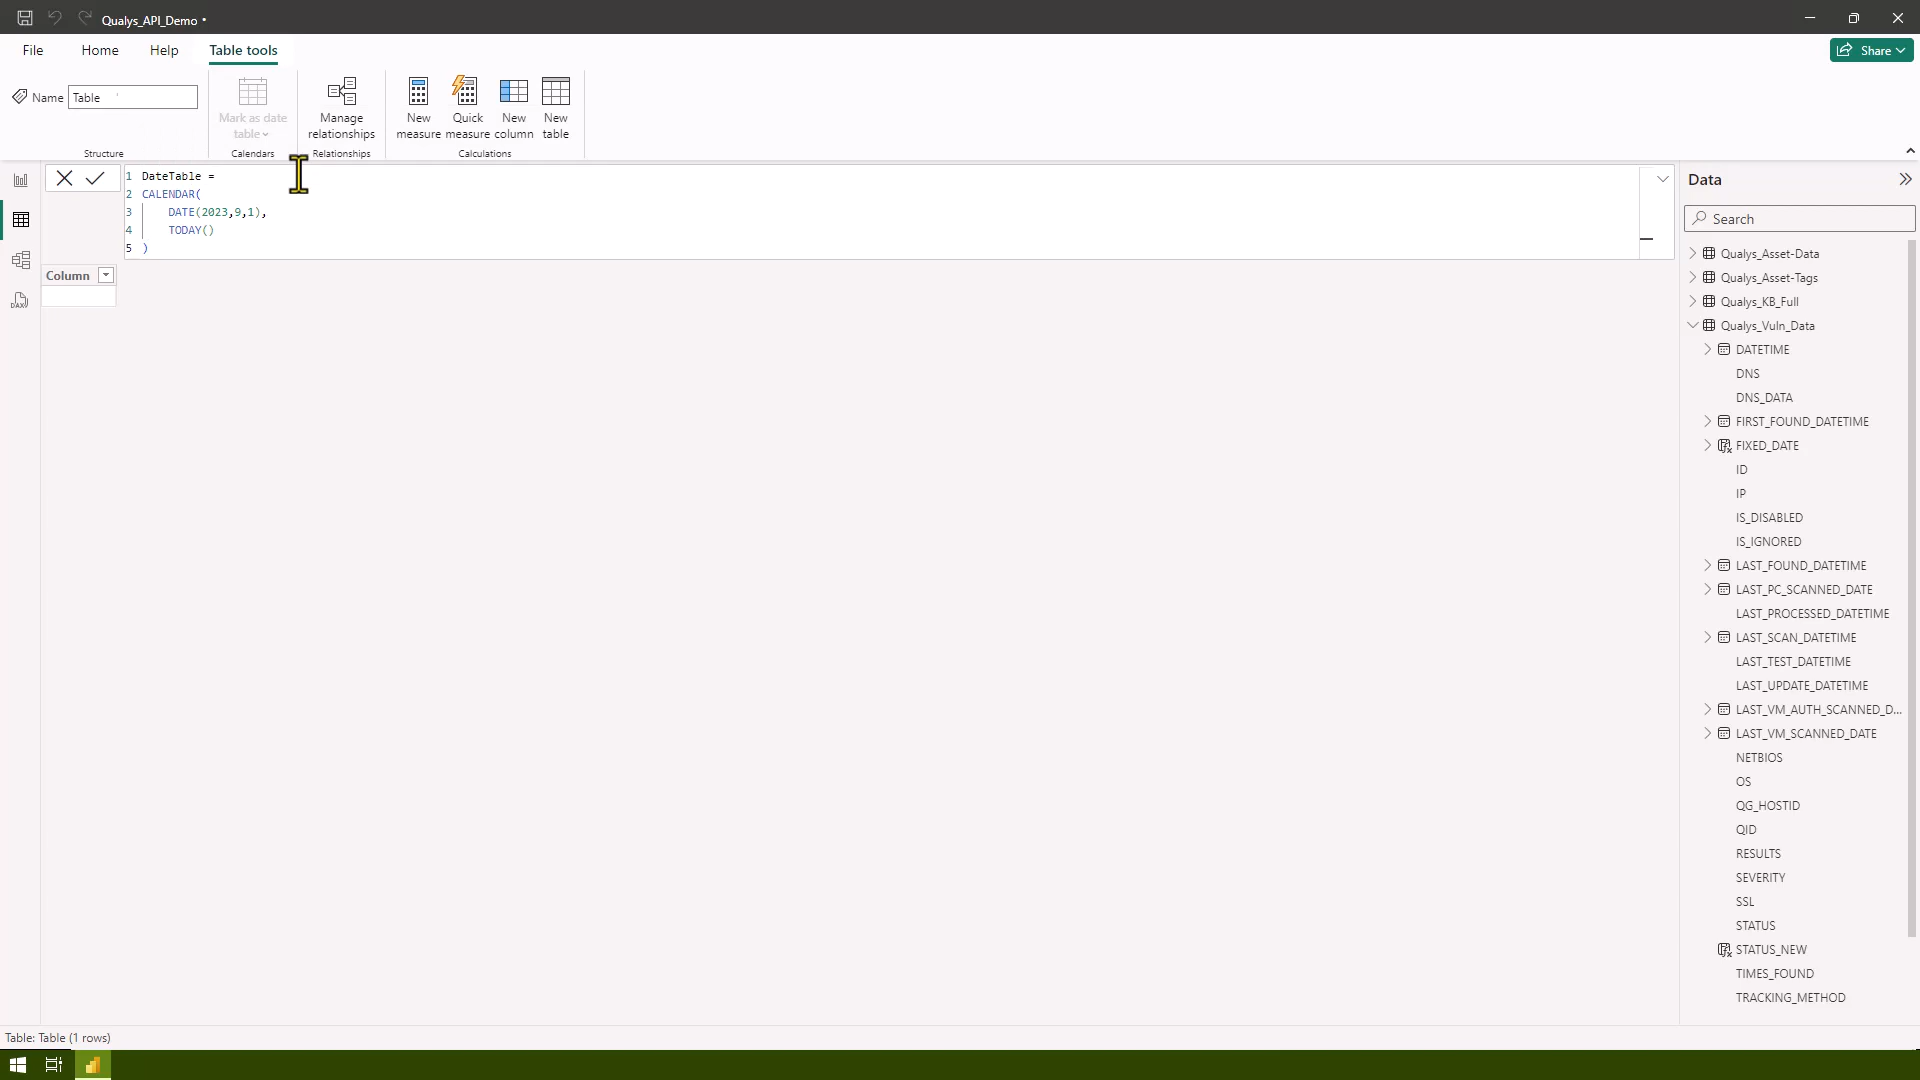 Qualys_API_Demo •
File Home Help Table tools
Share
Name Table
Mark as date table
Manage relationships
New measure
Quick measure
New column
New table
Structure
Calendars
Relationships
Calculations
1 DateTable =
2 CALENDAR(
3 DATE(2023,9,1),
4 TODAY()
5 )
Column
DAX
Data
Search
Qualys_Asset-Data
Qualys_Asset-Tags
Qualys_KB_Full
Qualys_Vuln_Data
DATETIME
DNS
DNS_DATA
FIRST_FOUND_DATETIME
FIXED_DATE
ID
IP
IS_DISABLED
IS_IGNORED
LAST_FOUND_DATETIME
LAST_PC_SCANNED_DATE
LAST_PROCESSED_DATETIME
LAST_SCAN_DATETIME
LAST_TEST_DATETIME
LAST_UPDATE_DATETIME
LAST_VM_AUTH_SCANNED_D...
LAST_VM_SCANNED_DATE
NETBIOS
OS
QG_HOSTID
QID
RESULTS
SEVERITY
SSL
STATUS
STATUS_NEW
TIMES_FOUND
TRACKING_METHOD
Table: Table (1 rows)